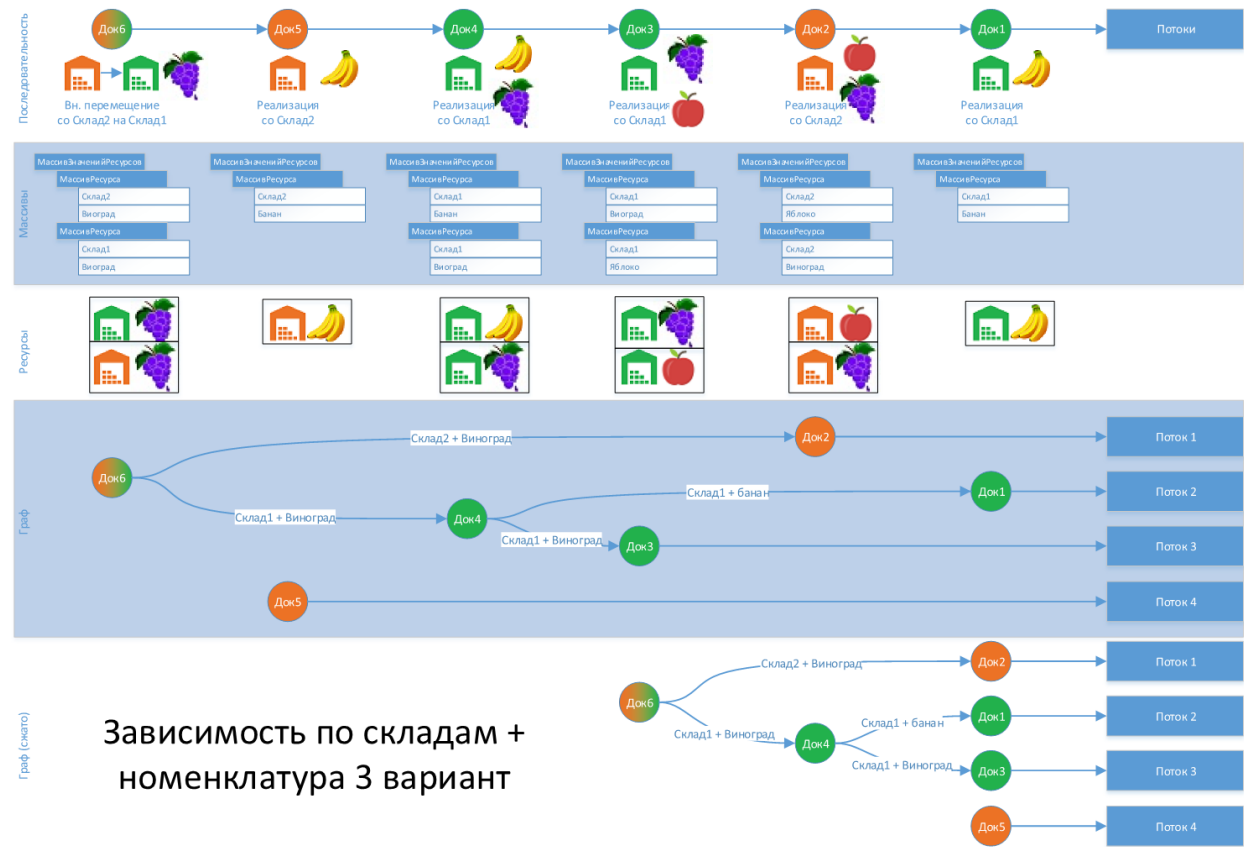 Последовательность
Док6
Док5
Док4
Док3
Док2
Док1
Потоки
Вн. перемещение
со Склад2 на Склад1
Реализация
со Склад2
Реализация
со Склад1
Реализация
со Склад1
Реализация
со Склад2
Реализация
со Склад1
Массивы
МассивЗначенийРесурсов
МассивРесурса
Склад2
Виоград
МассивРесурса
Склад1
Виоград
МассивЗначенийРесурсов
МассивРесурса
Склад2
Банан
МассивЗначенийРесурсов
МассивРесурса
Склад1
Банан
МассивРесурса
Склад1
Виоград
МассивЗначенийРесурсов
МассивРесурса
Склад1
Виоград
МассивРесурса
Склад1
Яблоко
МассивЗначенийРесурсов
МассивРесурса
Склад2
Яблоко
МассивРесурса
Склад2
Виноград
МассивЗначенийРесурсов
МассивРесурса
Склад1
Банан
Ресурсы
Граф
Склад2 + Виноград
Док2
Поток 1
Док6
Склад1 + банан
Док1
Поток 2
Склад1 + Виноград
Док4
Склад1 + Виноград
Док3
Поток 3
Док5
Поток 4
Граф (сжато)
Склад2 + Виноград
Док2
Поток 1
Док6
Склад1 + банан
Док1
Поток 2
Склад1 + Виноград
Док4
Склад1 + Виноград
Док3
Поток 3
Док5
Поток 4
Зависимость по складам +
номенклатура 3 вариант